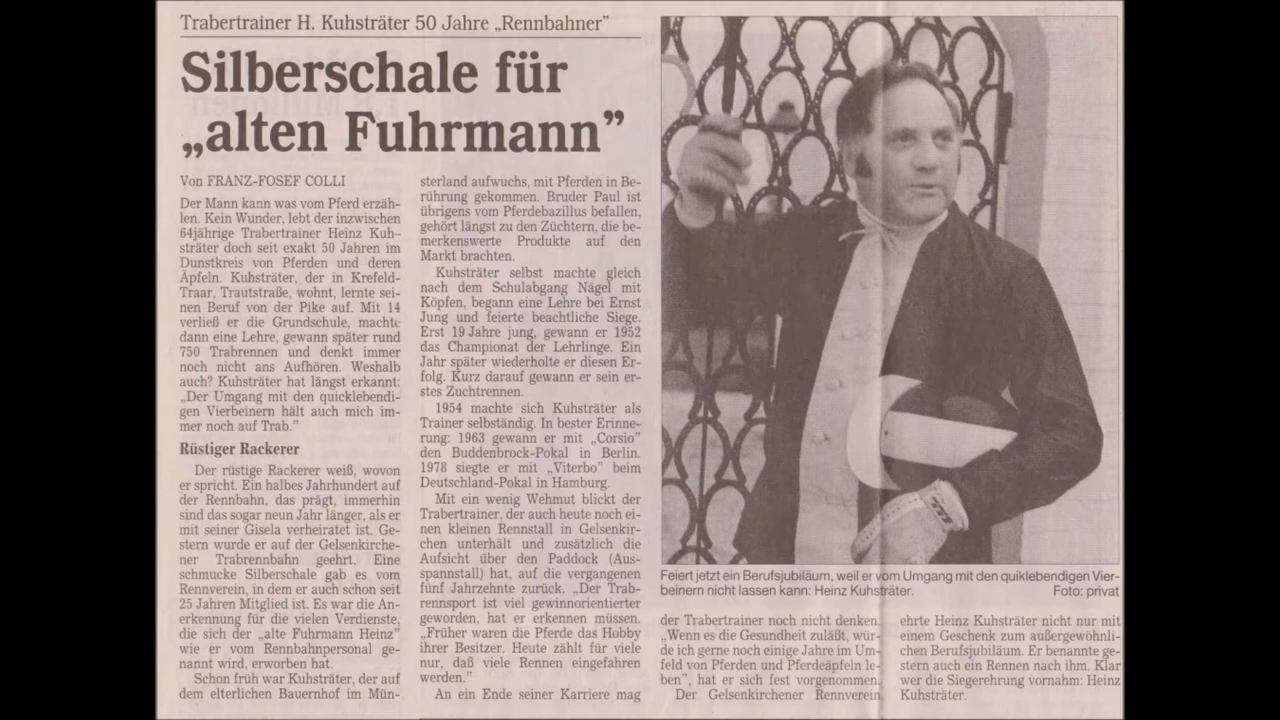 Trabertrainer H. Kuhsträter 50 Jahre „Rennbahner”
Silberschale für
„alten Fuhrmann”
Von FRANZ-FOSEF COLLI
Der Mann kann was vom Pferd erzäh-
len. Kein Wunder, lebt der inzwischen
64jährige Trabertrainer Heinz Kuh-
sträter doch seit exakt 50 Jahren im
Dunstkreis von Pferden und deren
Äpfeln. Kuhsträter, der in Krefeld-
Traar, Trautstraße, wohnt, lernte sei-
nen Beruf von der Pike auf. Mit 14
verließ er die Grundschule, machte
dann eine Lehre, gewann später rund
750 Trabrennen und denkt immer
noch nicht ans Aufhören. Weshalb
auch? Kuhsträter hat längst erkannt:
„Der Umgang mit den quicklebendi-
gen Vierbeinern hält auch mich im-
mer noch auf Trab.”
Rüstiger Rackerer
Der rüstige Rackerer weiß, wovon
er spricht. Ein halbes Jahrhundert auf
der Rennbahn, das prägt, immerhin
sind das sogar neun Jahr länger, als er
mit seiner Gisela verheiratet ist. Ge-
stern wurde er auf der Gelsenkirche-
ner Trabrennbahn geehrt. Eine
schmucke Silberschale gab es vom
Rennverein, in dem er auch schon seit
25 Jahren Mitglied ist. Es war die An-
erkennung für die vielen Verdienste,
die sich der „alte Fuhrmann Heinz”
wie er vom Rennbahnpersonal ge-
nannt wird, erworben hat.
Schon früh war Kuhsträter, der auf
dem elterlichen Bauernhof im Mün-
sterland aufwuchs, mit Pferden in Be-
rührung gekommen. Bruder Paul ist
übrigens vom Pferdebazillus befallen,
gehört längst zu den Züchtern, die be-
merkenswerte Produkte auf den
Markt brachten.
Kuhsträter selbst machte gleich
nach dem Schulabgang Nägel mit
Köpfen, begann eine Lehre bei Ernst
Jung und feierte beachtliche Siege.
Erst 19 Jahre jung, gewann er 1952
das Championat der Lehrlinge. Ein
Jahr später wiederholte er diesen Er-
folg. Kurz darauf gewann er sein er-
stes Zuchtrennen.
1954 machte sich Kuhsträter als
Trainer selbständig. In bester Erinne-
rung: 1963 gewann er mit „Corsio”
den Buddenbrock-Pokal in Berlin.
1978 siegte er mit „Viterbo” beim
Deutschland-Pokal in Hamburg.
Mit ein wenig Wehmut blickt der
Trabertrainer, der auch heute noch ei-
nen kleinen Rennstall in Gelsenkir-
chen unterhält und zusätzlich die
Aufsicht über den Paddock (Aus-
spannstall) hat, auf die vergangenen
fünf Jahrzehnte zurück. „Der Trab-
rennsport ist viel gewinnorientierter
geworden, hat er erkennen müssen.
„Früher waren die Pferde das Hobby
ihrer Besitzer. Heute zählt für viele
nur, daß viele Rennen eingefahren
werden.”
An ein Ende seiner Karriere mag
Feiert jetzt ein Berufsjubiläum, weil er vom Umgang mit den quiklebendigen Vier-
beinern nicht lassen kann: Heinz Kuhsträter. Foto: privat
der Trabertrainer noch nicht denken.
„Wenn es die Gesundheit zuläßt, wür-
de ich gerne noch einige Jahre im Um-
feld von Pferden und Pferdeäpfeln le-
ben”, hat er sich fest vorgenommen.
Der Gelsenkirchener Rennverein
ehrte Heinz Kuhsträter nicht nur mit
einem Geschenk zum außergewöhnli-
chen Berufsjubiläum. Er benannte ge-
stern auch ein Rennen nach ihm. Klar
wer die Siegerehrung vornahm: Heinz
Kuhsträter.